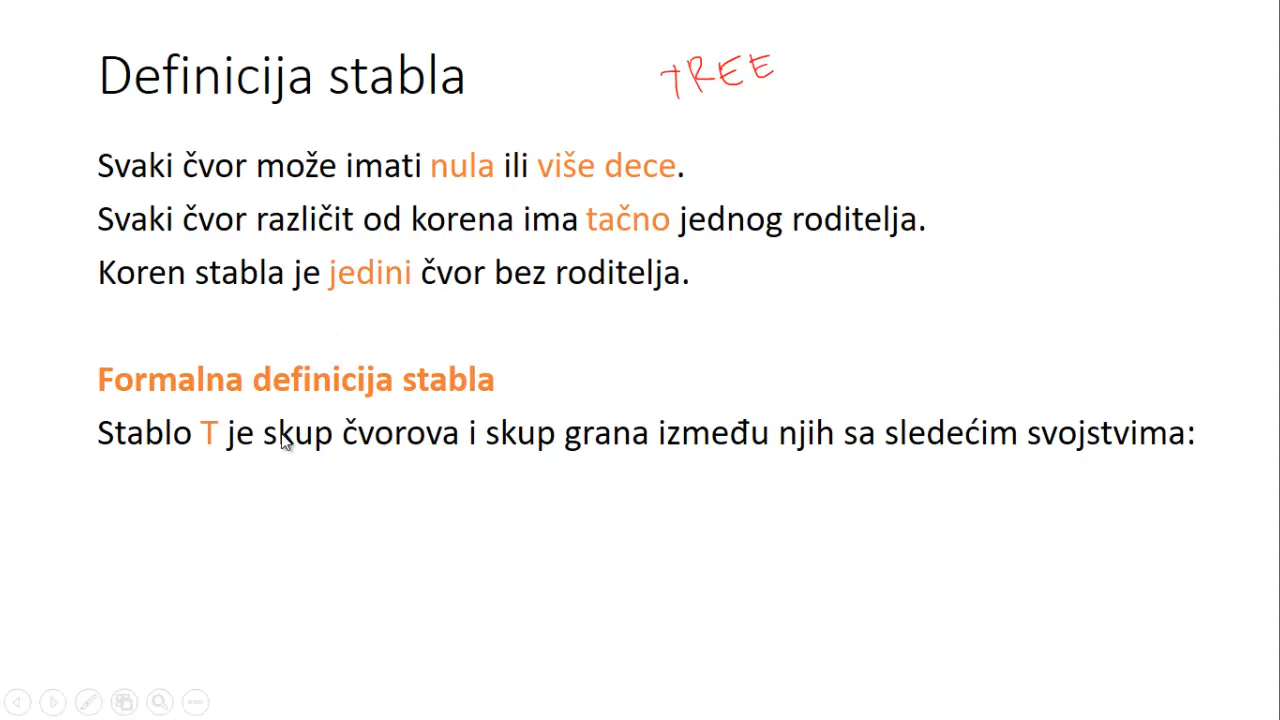 Definicija stabla
TREE
Svaki čvor može imati nula ili više dece.
Svaki čvor različit od korena ima tačno jednog roditelja.
Koren stabla je jedini čvor bez roditelja.
Formalna definicija stabla
Stablo T je skup čvorova i skup grana između njih sa sledećim svojstvima: